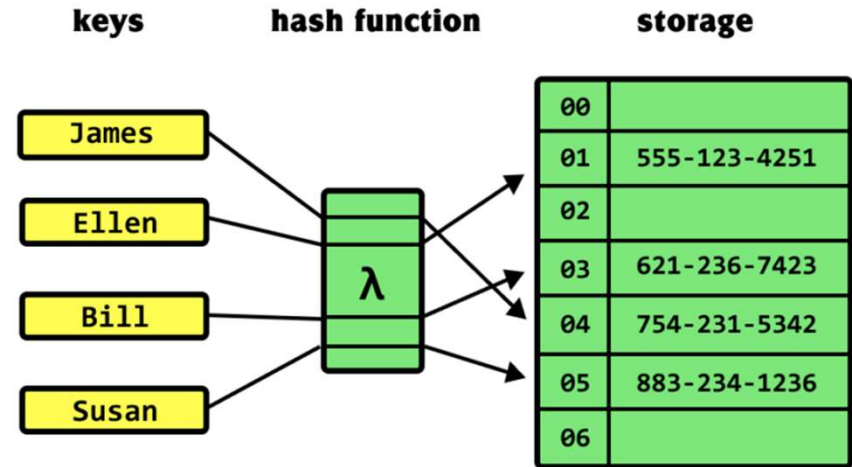 keys hash function storage
James
Ellen
Bill
Susan
λ
00
01 555-123-4251
02
03 621-236-7423
04 754-231-5342
05 883-234-1236
06